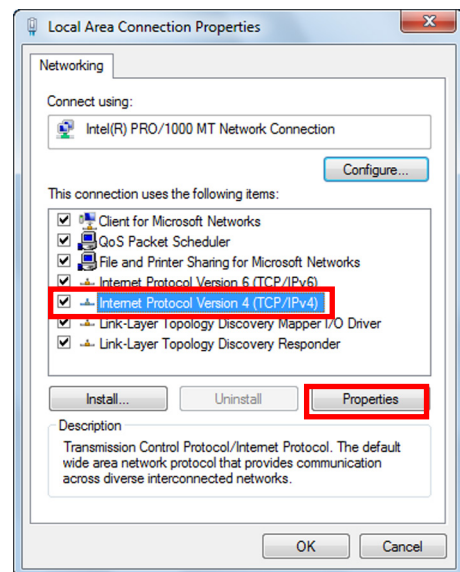 Local Area Connection Properties
Networking
Connect using:
Intel(R) PRO/1000 MT Network Connection
Configure...
This connection uses the following items:
Client for Microsoft Networks
QoS Packet Scheduler
File and Printer Sharing for Microsoft Networks
Internet Protocol Version 6 (TCP/IPv6)
Internet Protocol Version 4 (TCP/IPv4)
Link-Layer Topology Discovery Mapper I/O Driver
Link-Layer Topology Discovery Responder
Install... Uninstall Properties
Description
Transmission Control Protocol/Internet Protocol. The default
wide area network protocol that provides communication
across diverse interconnected networks.
OK Cancel